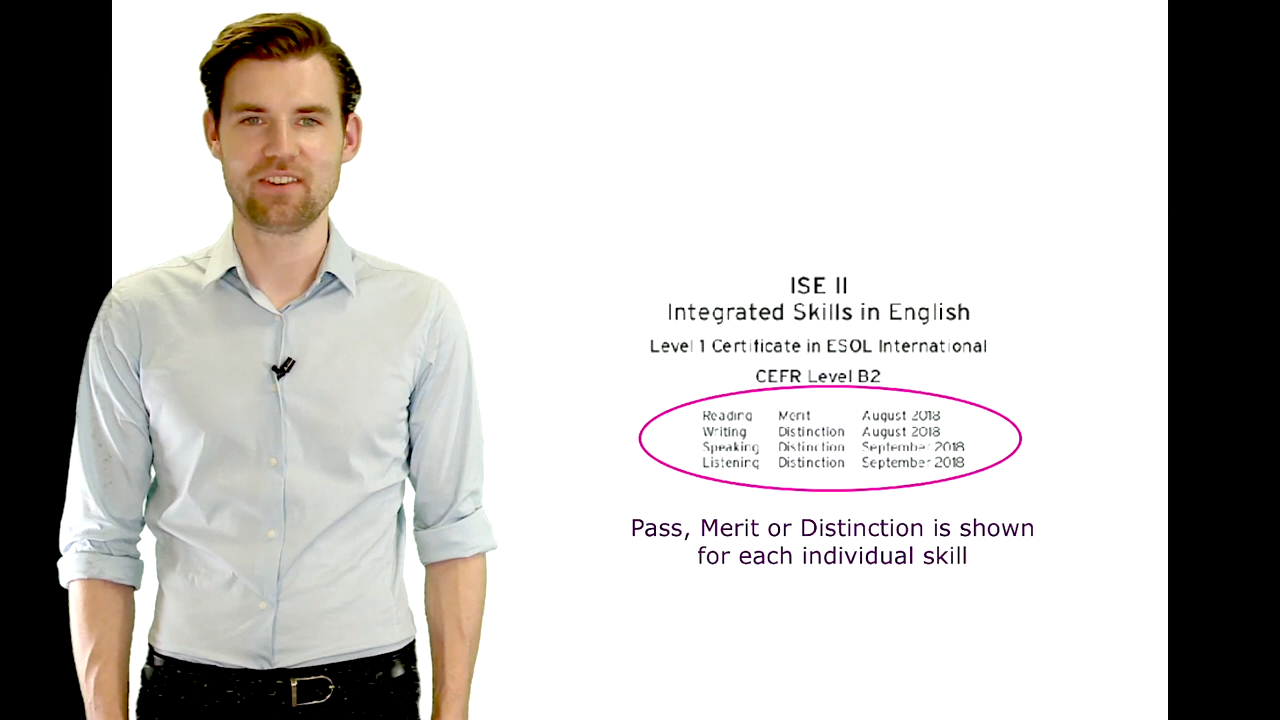 ISE II
Integrated Skills in English
Level 1 Certificate in ESOL International
CEFR Level B2
Reading Merit August 2018
Writing Distinction August 2018
Speaking Distinction September 2018
Listening Distinction September 2018
Pass, Merit or Distinction is shown
for each individual skill